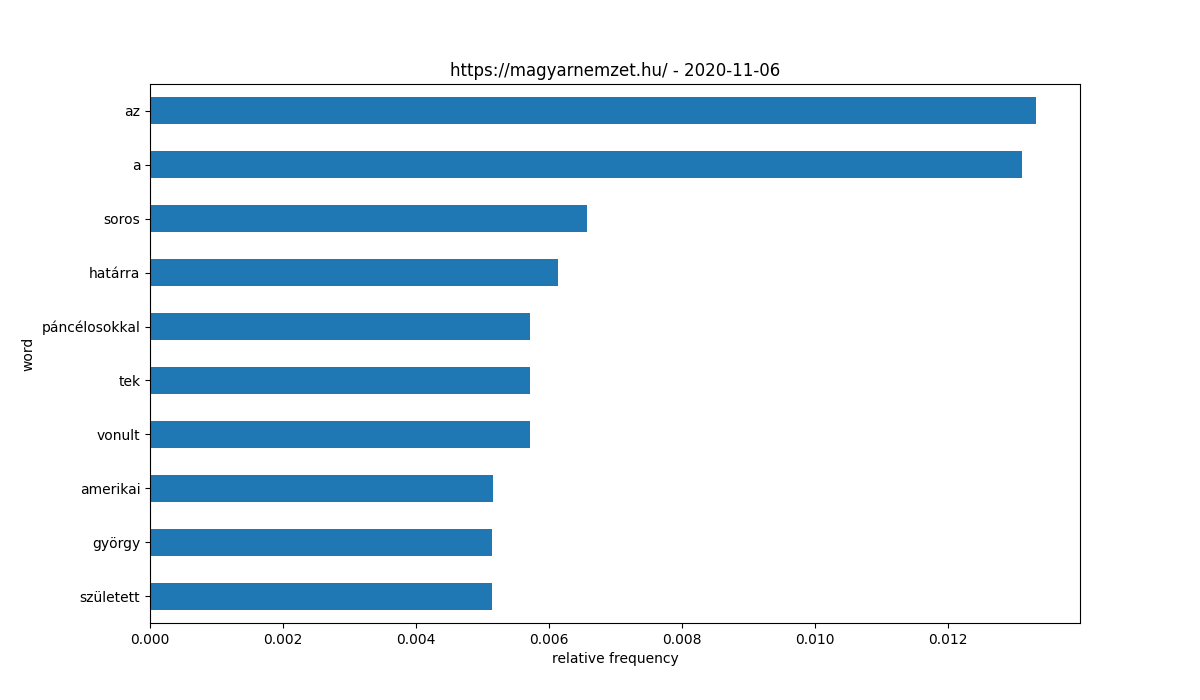 https://magyarnemzet.hu/ - 2020-11-06
az
a
soros
határra
páncélosokkal
tek
vonult
amerikai
györgy
született
word
0.000 0.002 0.004 0.006 0.008 0.010 0.012
relative frequency